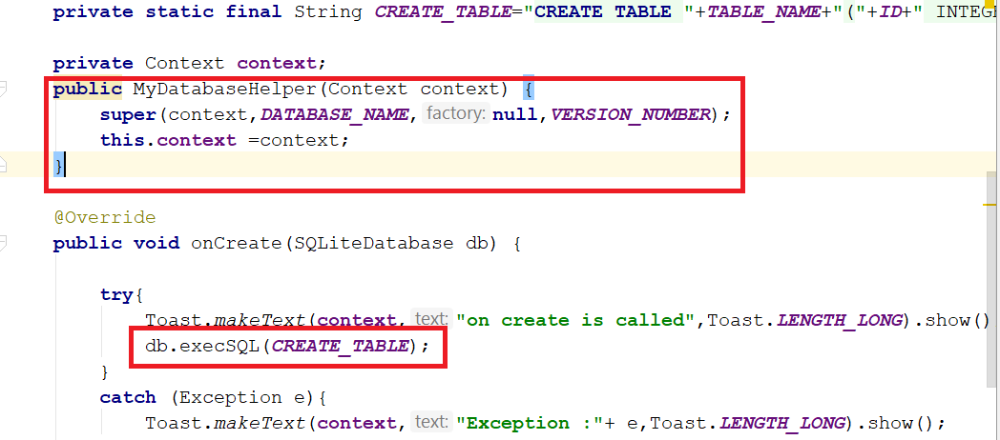 private static final String CREATE_TABLE="CREATE TABLE "+TABLE_NAME+"("+ID+" INTEG
private Context context;
public MyDatabaseHelper(Context context) {
super(context,DATABASE_NAME, factory: null,VERSION_NUMBER);
this.context =context;
}
@Override
public void onCreate(SQLiteDatabase db) {
try{
Toast.makeText(context, text: "on create is called",Toast.LENGTH_LONG).show()
db.execSQL(CREATE_TABLE);
}
catch (Exception e){
Toast.makeText(context, text: "Exception :"+ e,Toast.LENGTH_LONG).show();